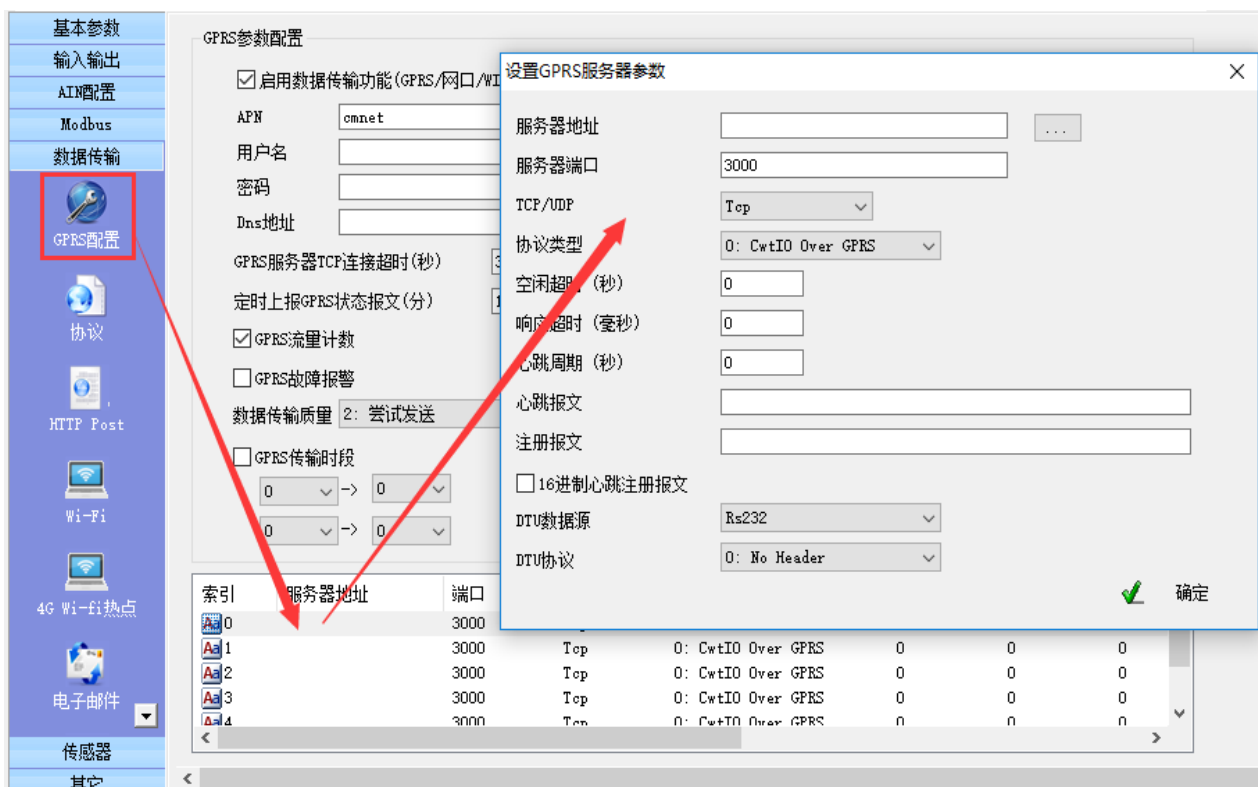 基本参数
输入输出
AIN配置
Modbus
数据传输
GPRS配置
协议
HTTP Post
Wi-Fi
4G Wi-fi热点
电子邮件
传感器
其它
GPRS参数配置
启用数据传输功能(GPRS/网口/WI
APN cmnet
用户名
密码
Dns地址
GPRS服务器TCP连接超时(秒) 3
定时上报GPRS状态报文(分) 1
GPRS流量计数
GPRS故障报警
数据传输质量 2: 尝试发送
GPRS传输时段
0 -> 0
0 -> 0
索引 服务器地址 端口
0 3000
1 3000 Tcp 0: CwtIO Over GPRS 0 0 0
2 3000 Tcp 0: CwtIO Over GPRS 0 0 0
3 3000 Tcp 0: CwtIO Over GPRS 0 0 0
4 3000 Tcp 0: CwtIO Over GPRS 0 0 0
设置GPRS服务器参数
服务器地址 ...
服务器端口 3000
TCP/UDP Tcp
协议类型 0: CwtIO Over GPRS
空闲超时 (秒) 0
响应超时 (毫秒) 0
心跳周期 (秒) 0
心跳报文
注册报文
16进制心跳注册报文
DTU数据源 Rs232
DTU协议 0: No Header
确定